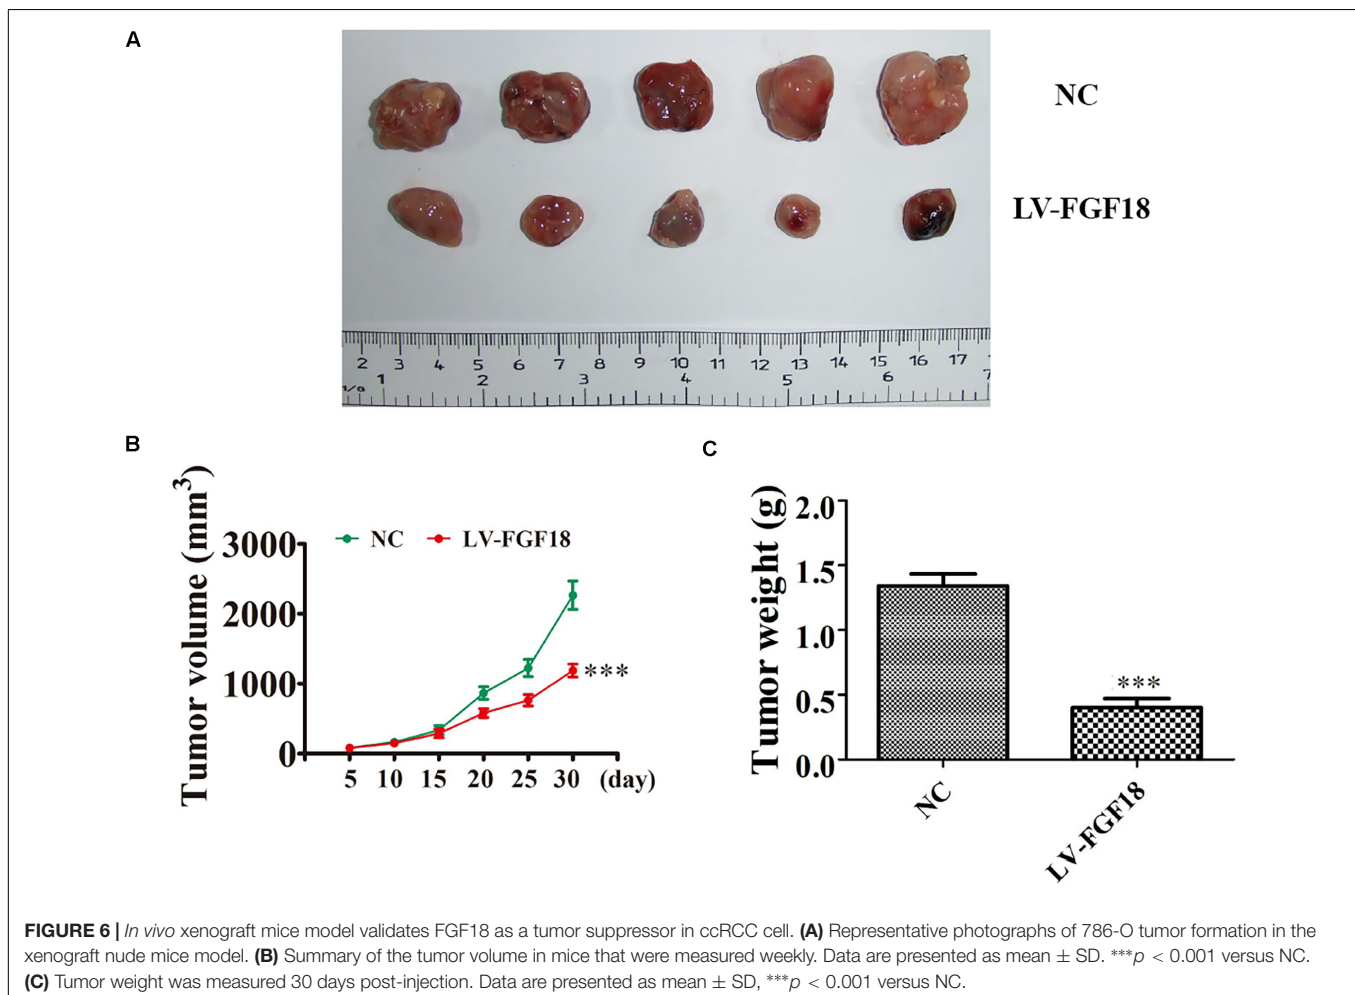 A
NC
LV-FGF18
2 3 4 5 6 7 8 9 10 11 12 13 14 15 16 17
1 2 3 4 5 6 7
B
C
Tumor volume (mm³)
NC LV-FGF18
3000
2000
1000
0
***
5 10 15 20 25 30 (day)
Tumor weight (g)
2.0
1.5
1.0
0.5
0.0
***
NC
LV-FGF18
FIGURE 6 | In vivo xenograft mice model validates FGF18 as a tumor suppressor in ccRCC cell. (A) Representative photographs of 786-O tumor formation in the
xenograft nude mice model. (B) Summary of the tumor volume in mice that were measured weekly. Data are presented as mean ± SD. ***p < 0.001 versus NC.
(C) Tumor weight was measured 30 days post-injection. Data are presented as mean ± SD, ***p < 0.001 versus NC.